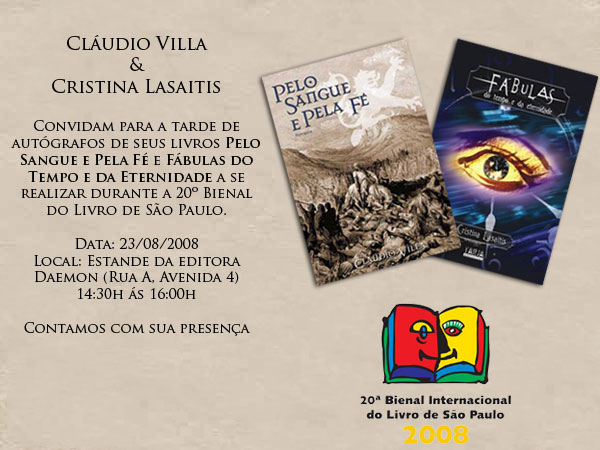 Cláudio Villa
&
Cristina Lasaitis
Convidam para a tarde de
autógrafos de seus livros Pelo
Sangue e Pela Fé e Fábulas do
Tempo e da Eternidade a se
realizar durante a 20º Bienal
do Livro de São Paulo.
Data: 23/08/2008
Local: Estande da editora
Daemon (Rua A, Avenida 4)
14:30h ás 16:00h
Contamos com sua presença
Pelo
Sangue
e Pela Fé
Cláudio Villa
FÁBULAS
do tempo e da eternidade
Cristina Lasaitis
20ª Bienal Internacional
do Livro de São Paulo
2008